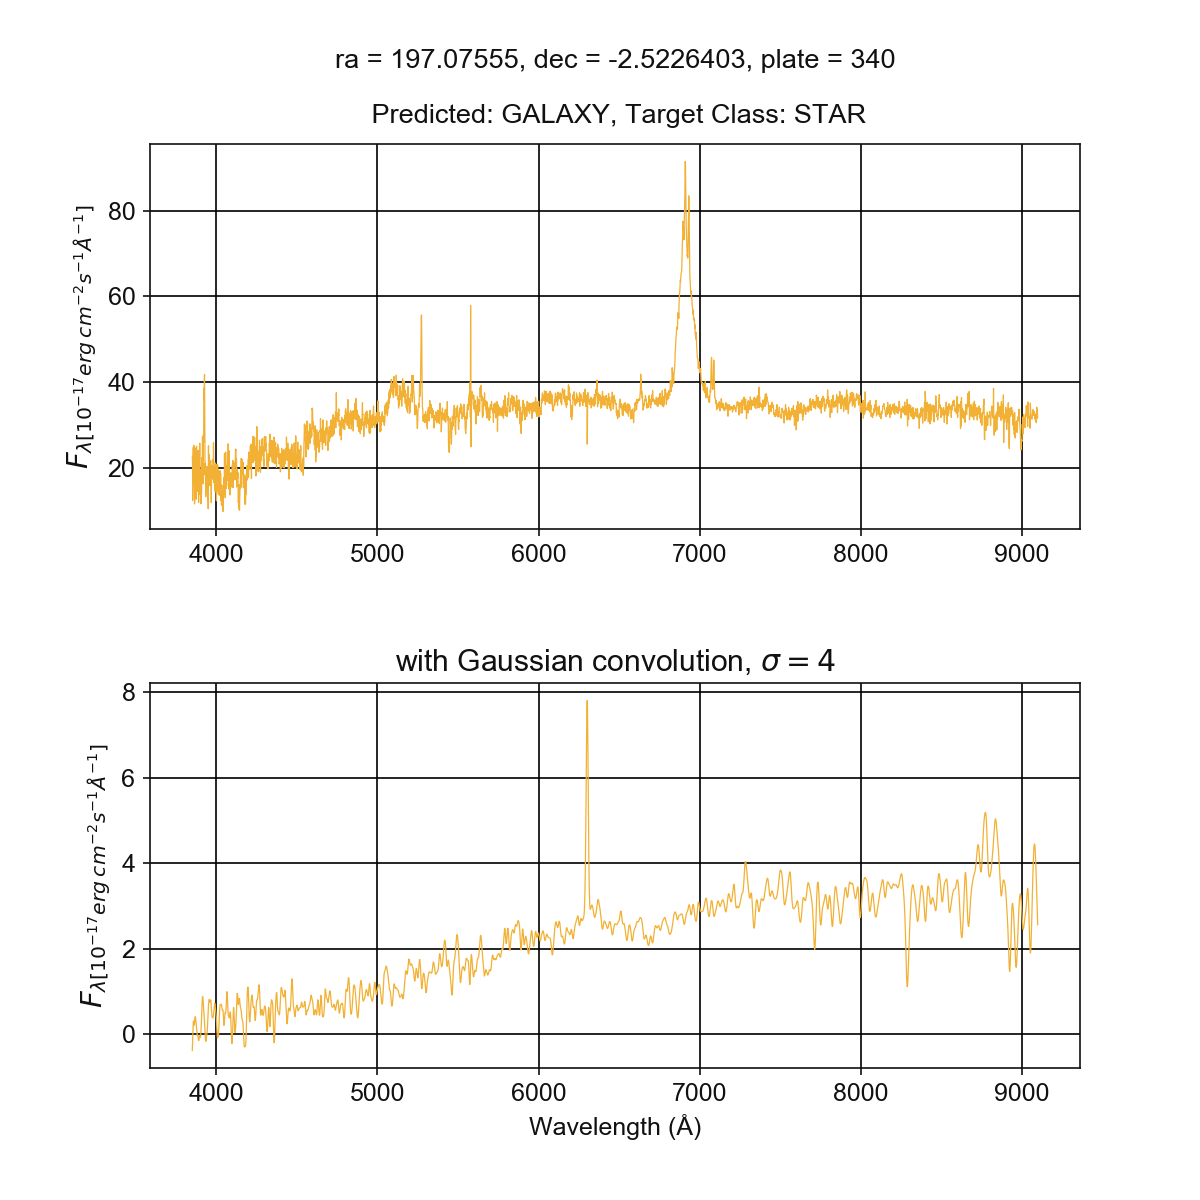 ra = 197.07555, dec = -2.5226403, plate = 340
Predicted: GALAXY, Target Class: STAR
F_λ[10^{-17} erg cm^{-2} s^{-1} Å^{-1}]
80
60
40
20
4000 5000 6000 7000 8000 9000
with Gaussian convolution, σ = 4
F_λ[10^{-17} erg cm^{-2} s^{-1} Å^{-1}]
8
6
4
2
0
4000 5000 6000 7000 8000 9000
Wavelength (Å)